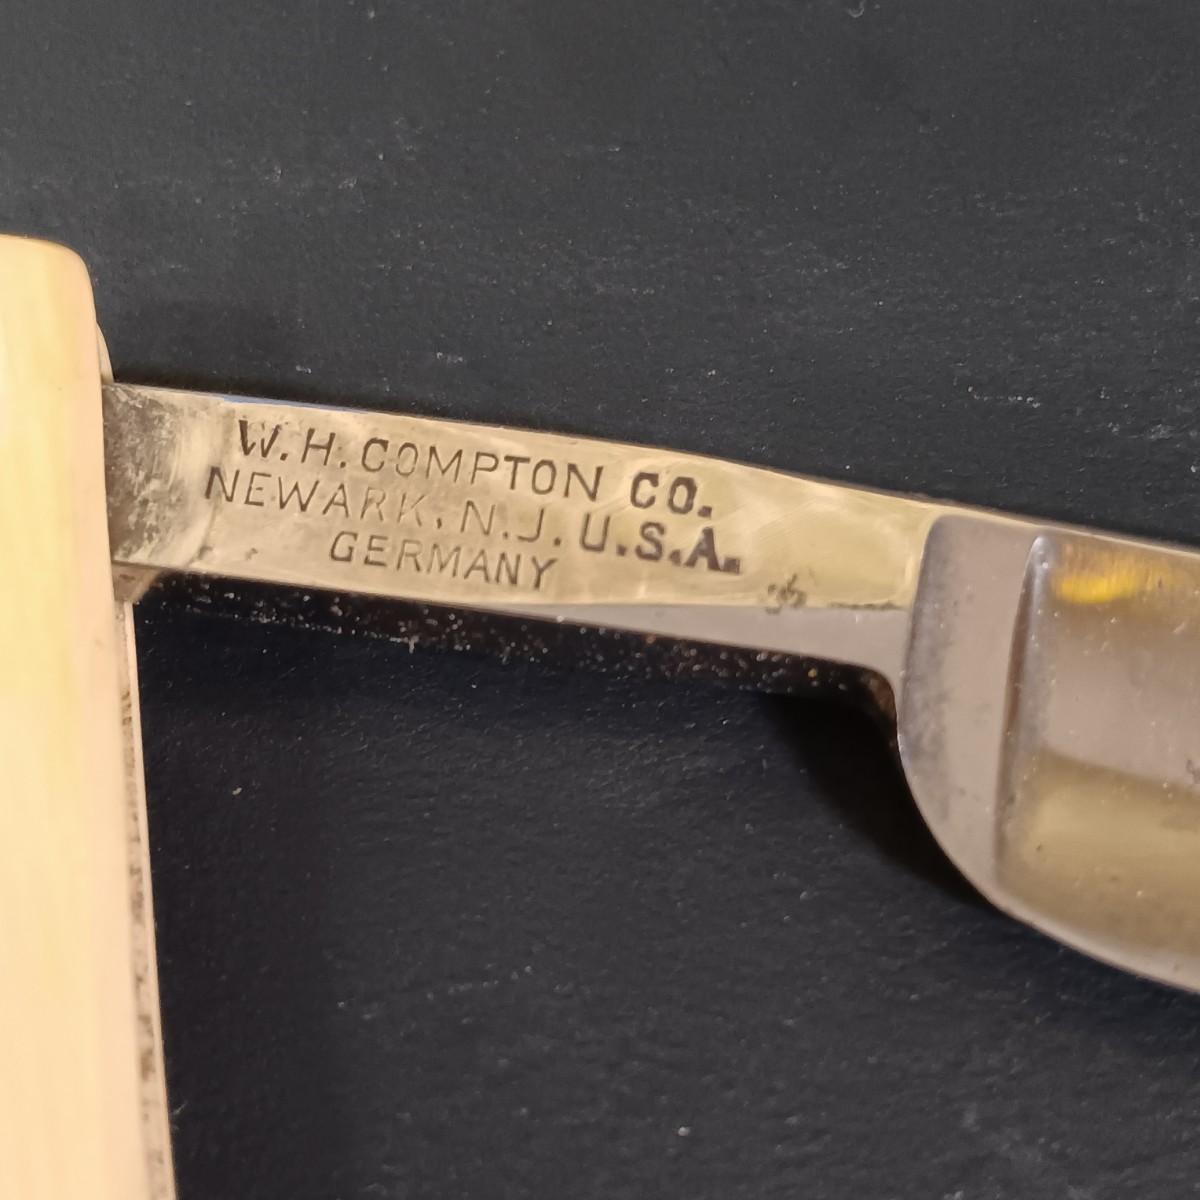 W.H. COMPTON CO.
NEWARK. N.J. U.S.A.
GERMANY